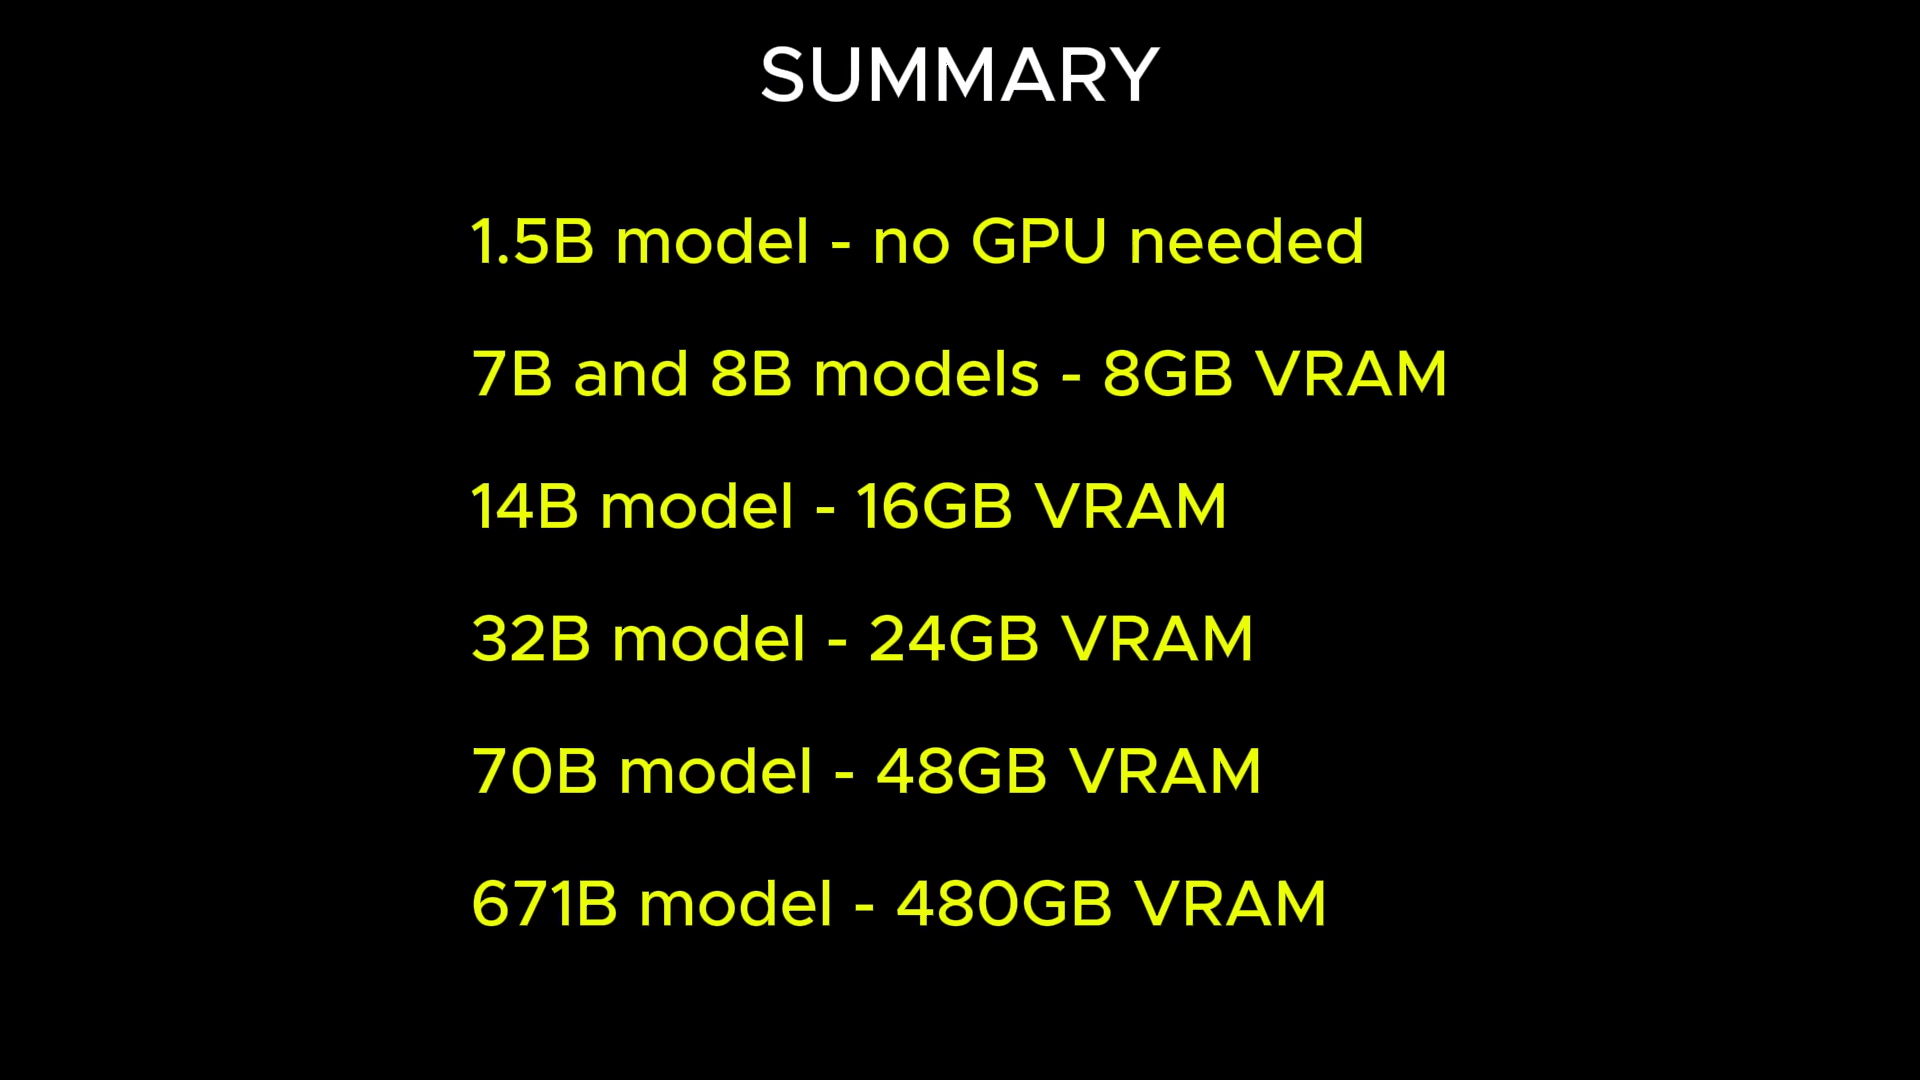 SUMMARY
1.5B model - no GPU needed
7B and 8B models - 8GB VRAM
14B model - 16GB VRAM
32B model - 24GB VRAM
70B model - 48GB VRAM
671B model - 480GB VRAM